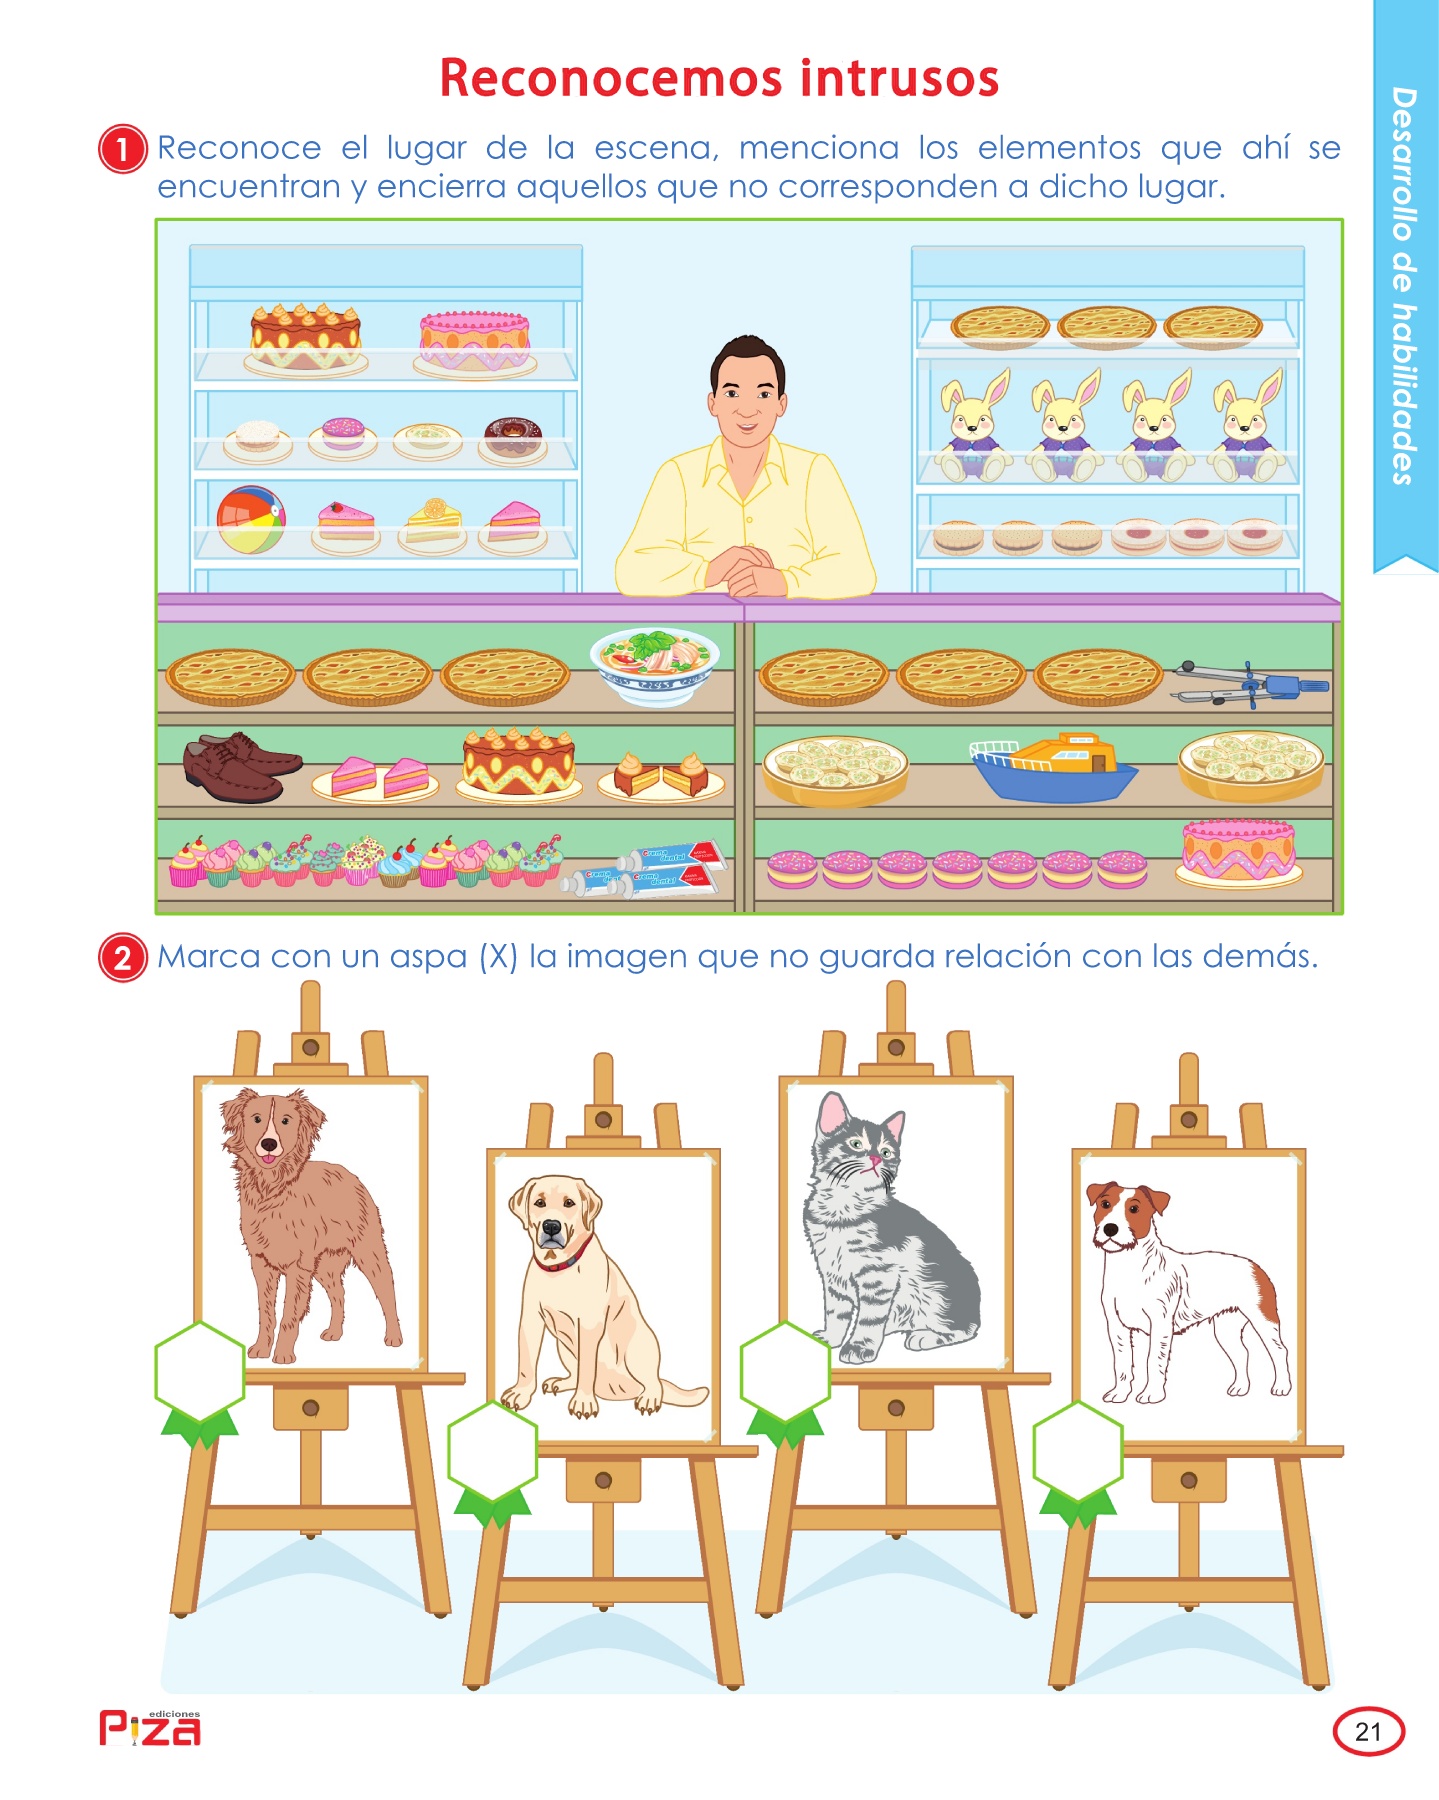 Reconocemos intrusos
1 Reconoce el lugar de la escena, menciona los elementos que ahí se
encuentran y encierra aquellos que no corresponden a dicho lugar.
Desarrollo de habilidades
Crema
dental
Crema
dental
2 Marca con un aspa (X) la imagen que no guarda relación con las demás.
ediciones
Piza
21